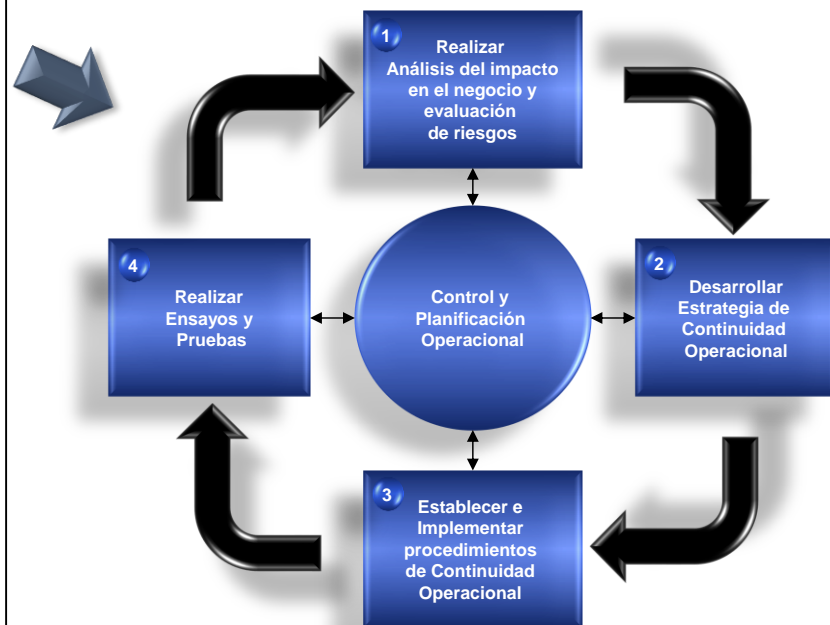 1
Realizar
Análisis del impacto
en el negocio y
evaluación
de riesgos
4
Realizar
Ensayos y
Pruebas
Control y
Planificación
Operacional
2
Desarrollar
Estrategia de
Continuidad
Operacional
3
Establecer e
Implementar
procedimientos
de Continuidad
Operacional